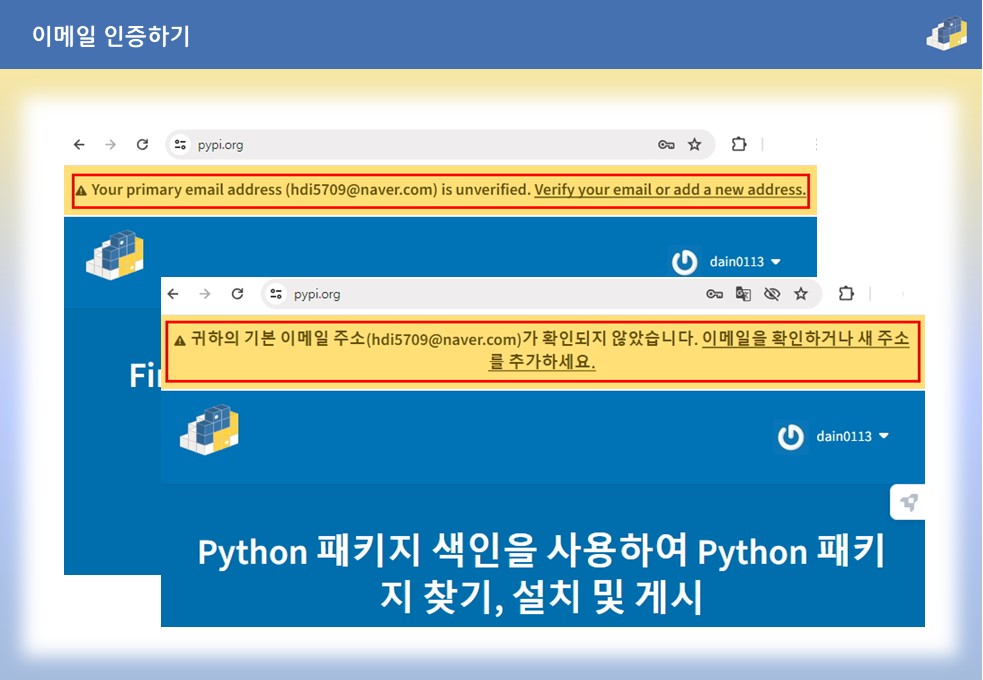 이메일 인증하기
pypi.org
Your primary email address (hdi5709@naver.com) is unverified. Verify your email or add a new address.
dain0113
pypi.org
귀하의 기본 이메일 주소(hdi5709@naver.com)가 확인되지 않았습니다. 이메일을 확인하거나 새 주소
를 추가하세요.
dain0113
Python 패키지 색인을 사용하여 Python 패키
지 찾기, 설치 및 게시